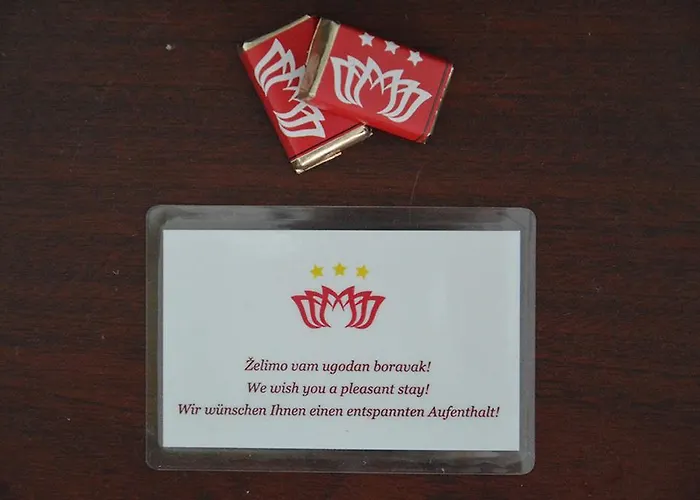 Želimo vam ugodan boravak!
We wish you a pleasant stay!
Wir wünschen Ihnen einen entspannten Aufenthalt!